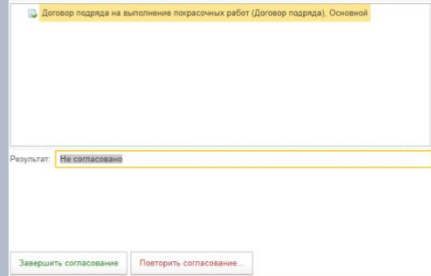 Договор подряда на выполнение покрасочных работ (Договор подряда), Основной
Результат: Не согласовано
Завершить согласование Повторить согласование...